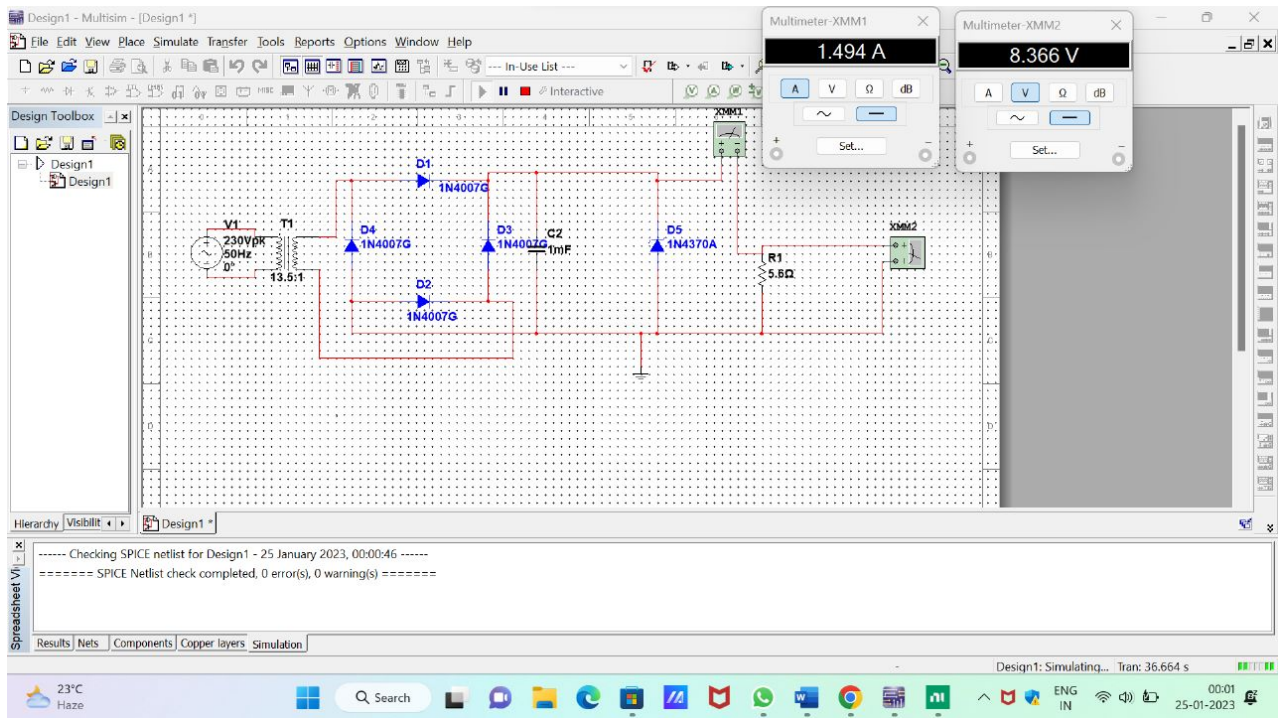 Design1 - Multisim - [Design1 *]
File Edit View Place Simulate Transfer Tools Reports Options Window Help
--- In-Use List ---
Interactive
Multimeter-XMM1
1.494 A
A V Ω dB
Set...
+ −
Multimeter-XMM2
8.366 V
A V Ω dB
Set...
+ −
Design Toolbox
Design1
Design1
XMM1
D1
1N4007G
V1
230Vpk
50Hz
0°
T1
13.5:1
D4
1N4007G
D3
1N4007G
C2
1mF
D5
1N4370A
XMM2
R1
5.6Ω
D2
1N4007G
Hierarchy Visibilit
Design1 *
------ Checking SPICE netlist for Design1 - 25 January 2023, 00:00:46 ------
======= SPICE Netlist check completed, 0 error(s), 0 warning(s) =======
Spreadsheet Vi
Results Nets Components Copper layers Simulation
Design1: Simulating... Tran: 36.664 s
23°C
Haze
Search
ENG
IN
00:01
25-01-2023